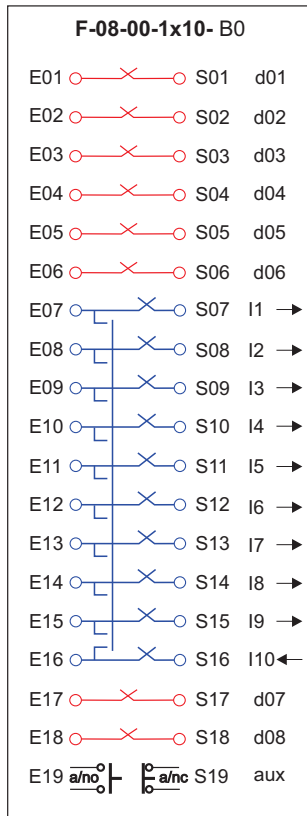 F-08-00-1x10- B0
E01 S01 d01
E02 S02 d02
E03 S03 d03
E04 S04 d04
E05 S05 d05
E06 S06 d06
E07 S07 I1
E08 S08 I2
E09 S09 I3
E10 S10 I4
E11 S11 I5
E12 S12 I6
E13 S13 I7
E14 S14 I8
E15 S15 I9
E16 S16 I10
E17 S17 d07
E18 S18 d08
E19 a/no a/nc S19 aux